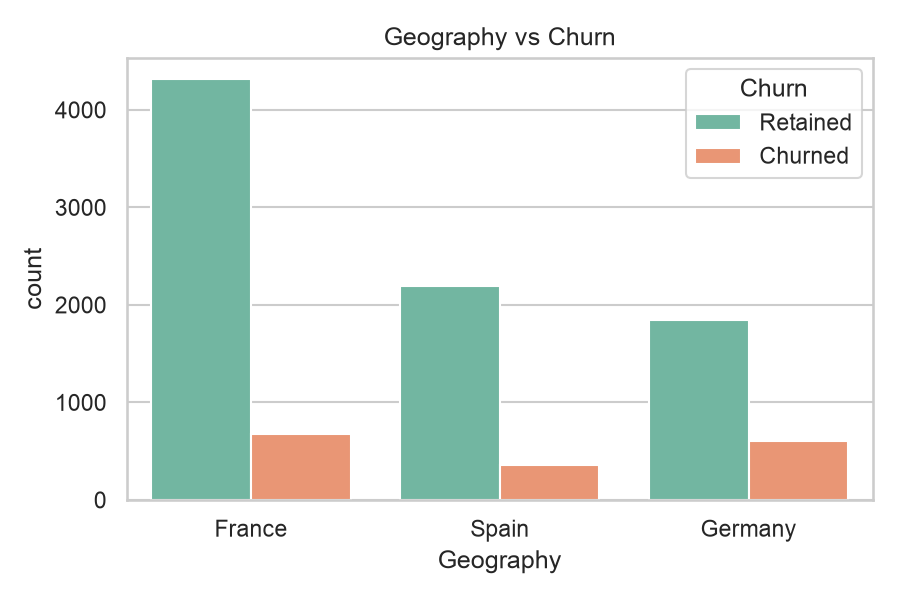 Geography vs Churn
Churn
Retained
Churned
4000
3000
2000
1000
0
count
France
Spain
Germany
Geography